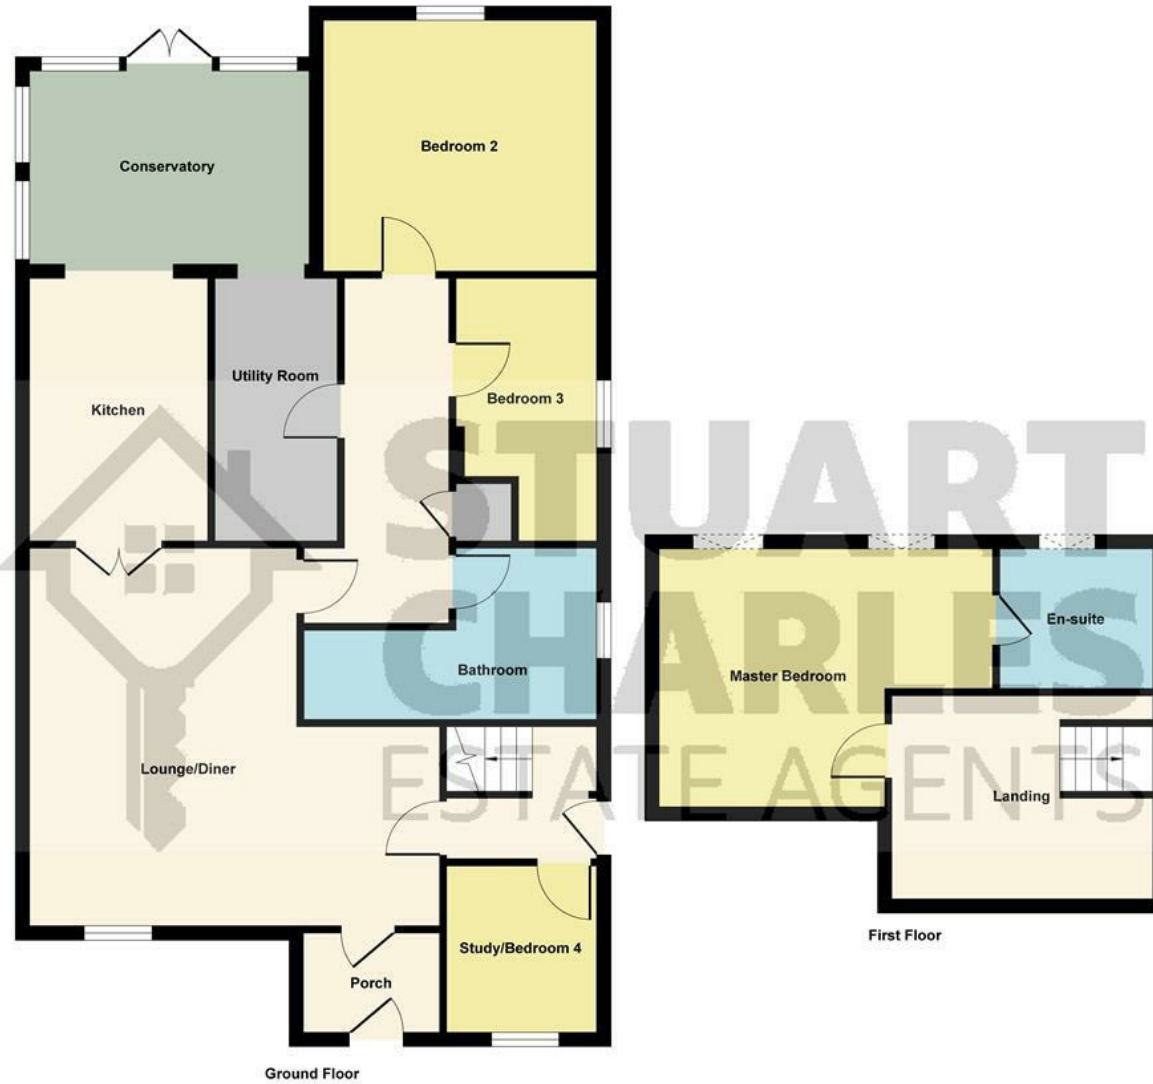 Bedroom 2
Conservatory
Utility Room
Kitchen
Bedroom 3
STUART
CHARLES
ESTATE AGENTS
Bathroom
Lounge/Diner
Study/Bedroom 4
Porch
Ground Floor
En-suite
Master Bedroom
Landing
First Floor